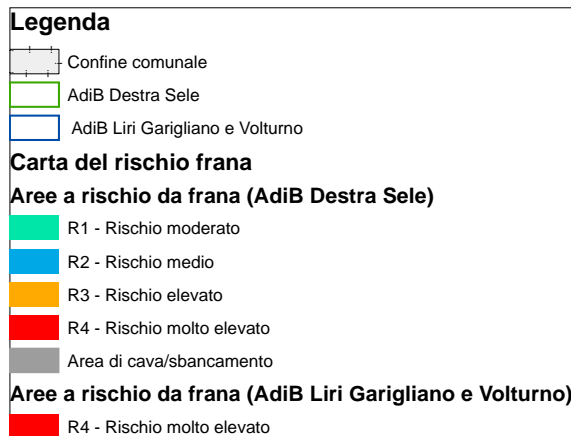 Legenda
Confine comunale
AdiB Destra Sele
AdiB Liri Garigliano e Volturno
Carta del rischio frana
Aree a rischio da frana (AdiB Destra Sele)
R1 - Rischio moderato
R2 - Rischio medio
R3 - Rischio elevato
R4 - Rischio molto elevato
Area di cava/sbancamento
Aree a rischio da frana (AdiB Liri Garigliano e Volturno)
R4 - Rischio molto elevato